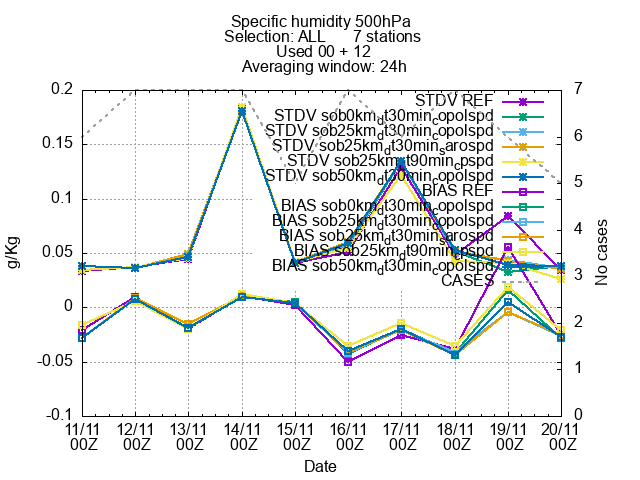 Specific humidity 500hPa
Selection: ALL 7 stations
Used 00 + 12
Averaging window: 24h
0.2
0.15
0.1
0.05
0
-0.05
-0.1
g/Kg
7
6
5
4
3
2
1
0
No cases
STDV REF
STDV sob0km_dt30min_copolspd
STDV sob25km_dt30min_copolspd
STDV sob25km_dt30min_sarospd
STDV sob25km_dt90min_cpspd
STDV sob50km_dt30min_copolspd
BIAS REF
BIAS sob0km_dt30min_copolspd
BIAS sob25km_dt30min_copolspd
BIAS sob25km_dt30min_sarospd
BIAS sob25km_dt90min_cpspd
BIAS sob50km_dt30min_copolspd
CASES
11/11 12/11 13/11 14/11 15/11 16/11 17/11 18/11 19/11 20/11
00Z 00Z 00Z 00Z 00Z 00Z 00Z 00Z 00Z 00Z
Date